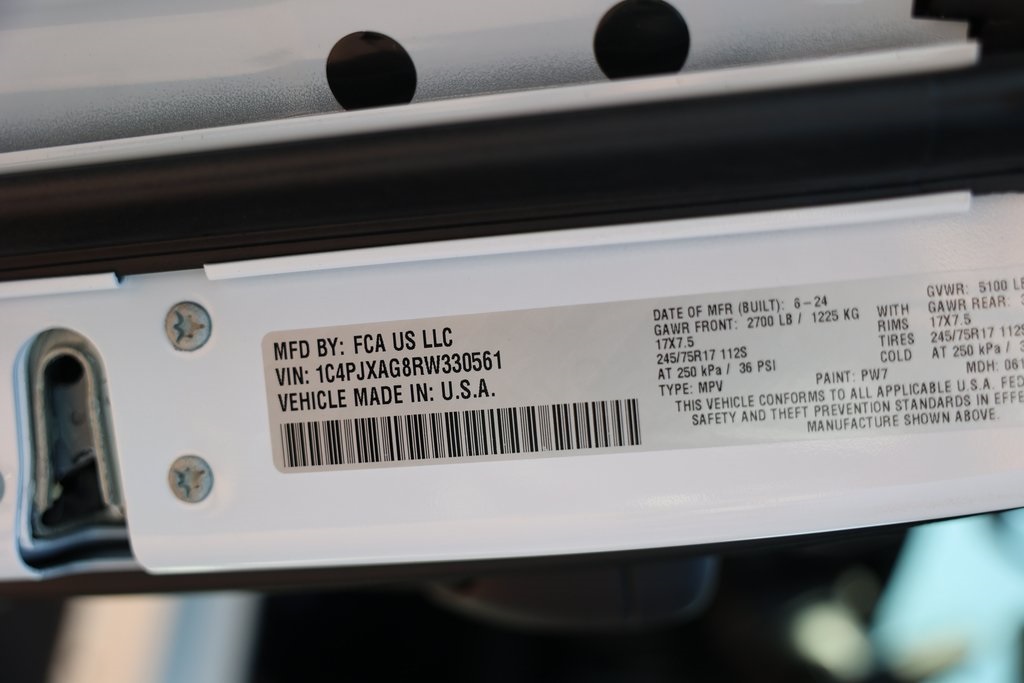 MFD BY: FCA US LLC
VIN: 1C4PJXAG8RW330561
VEHICLE MADE IN: U.S.A.
DATE OF MFR (BUILT): 6-24
GAWR FRONT: 2700 LB / 1225 KG
17X7.5
245/75R17 112S
AT 250 kPa / 36 PSI
TYPE: MPV
WITH
RIMS
TIRES
COLD
GVWR: 5100 LB
GAWR REAR:
17X7.5
245/75R17 112S
AT 250 kPa /
PAINT: PW7
MDH: 061
THIS VEHICLE CONFORMS TO ALL APPLICABLE U.S.A. FED
SAFETY AND THEFT PREVENTION STANDARDS IN EFFE
MANUFACTURE SHOWN ABOVE.